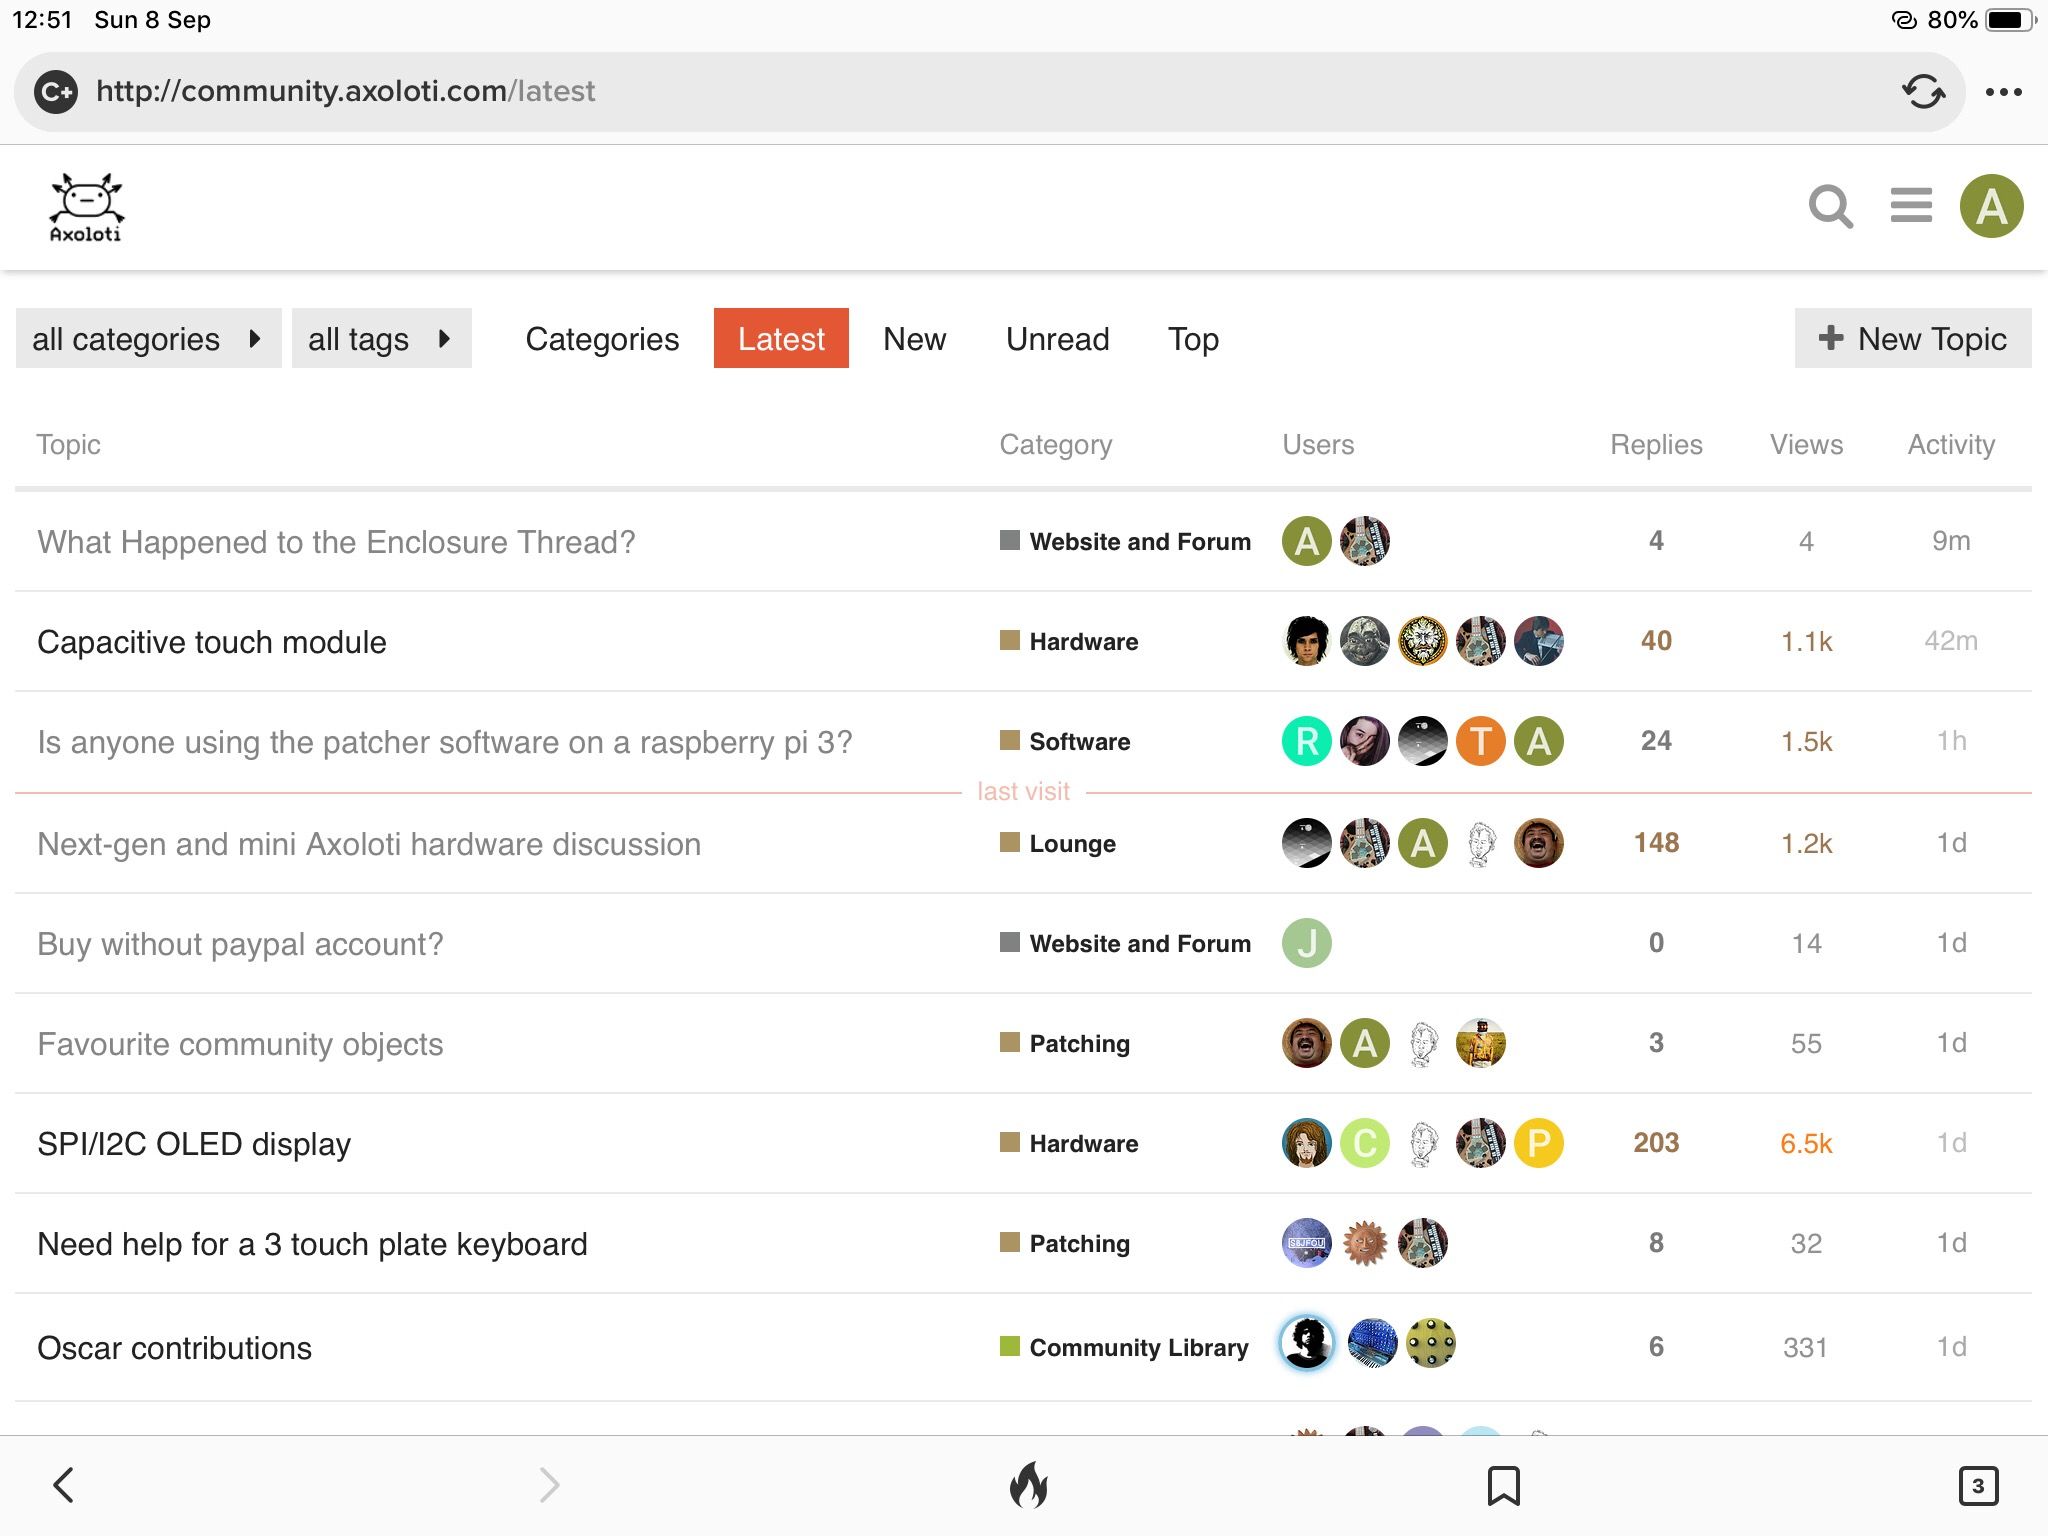 12:51 Sun 8 Sep 80%
C+ http://community.axoloti.com/latest
Axoloti
A
all categories all tags Categories Latest New Unread Top + New Topic
Topic Category Users Replies Views Activity
What Happened to the Enclosure Thread? Website and Forum A 4 4 9m
Capacitive touch module Hardware 40 1.1k 42m
Is anyone using the patcher software on a raspberry pi 3? Software R T A 24 1.5k 1h
last visit
Next-gen and mini Axoloti hardware discussion Lounge A 148 1.2k 1d
Buy without paypal account? Website and Forum J 0 14 1d
Favourite community objects Patching A 3 55 1d
SPI/I2C OLED display Hardware C P 203 6.5k 1d
Need help for a 3 touch plate keyboard Patching SBJFOU 8 32 1d
Oscar contributions Community Library 6 331 1d
3